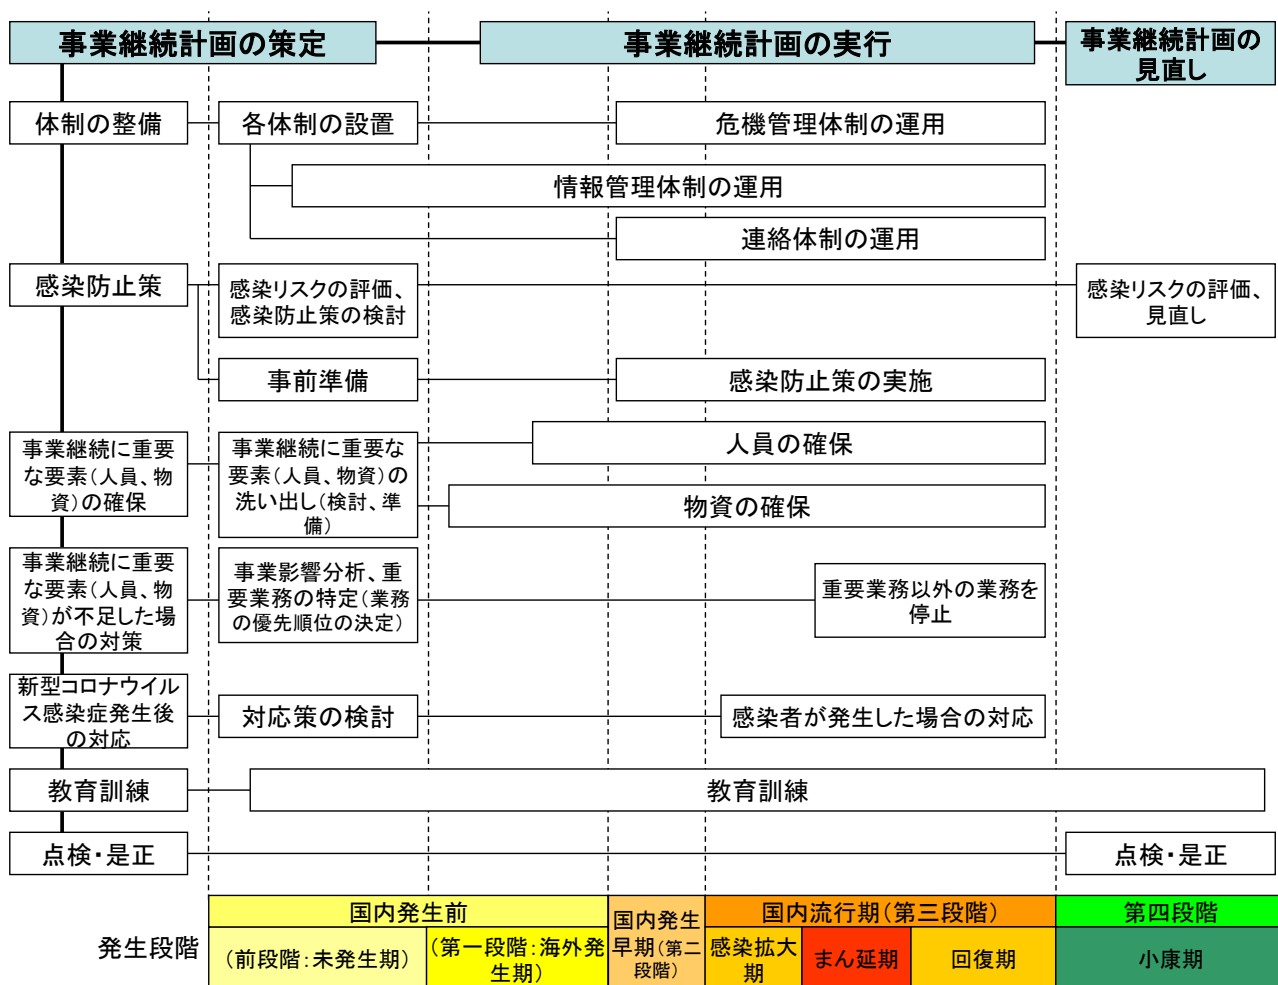 事業継続計画の策定
事業継続計画の実行
事業継続計画の
見直し
体制の整備
各体制の設置
危機管理体制の運用
情報管理体制の運用
連絡体制の運用
感染防止策
感染リスクの評価、
感染防止策の検討
感染リスクの評価、
見直し
事前準備
感染防止策の実施
事業継続に重要
な要素(人員、物
資)の確保
事業継続に重要な
要素(人員、物資)の
洗い出し(検討、準
備)
人員の確保
物資の確保
事業継続に重要
な要素(人員、物
資)が不足した場
合の対策
事業影響分析、重
要業務の特定(業務
の優先順位の決定)
重要業務以外の業務を
停止
新型コロナウイル
ス感染症発生後
の対応
対応策の検討
感染者が発生した場合の対応
教育訓練
教育訓練
点検・是正
点検・是正
発生段階
国内発生前
(前段階:未発生期)
(第一段階:海外発
生期)
国内発生
早期(第二
段階)
国内流行期(第三段階)
感染拡大
期
まん延期
回復期
第四段階
小康期